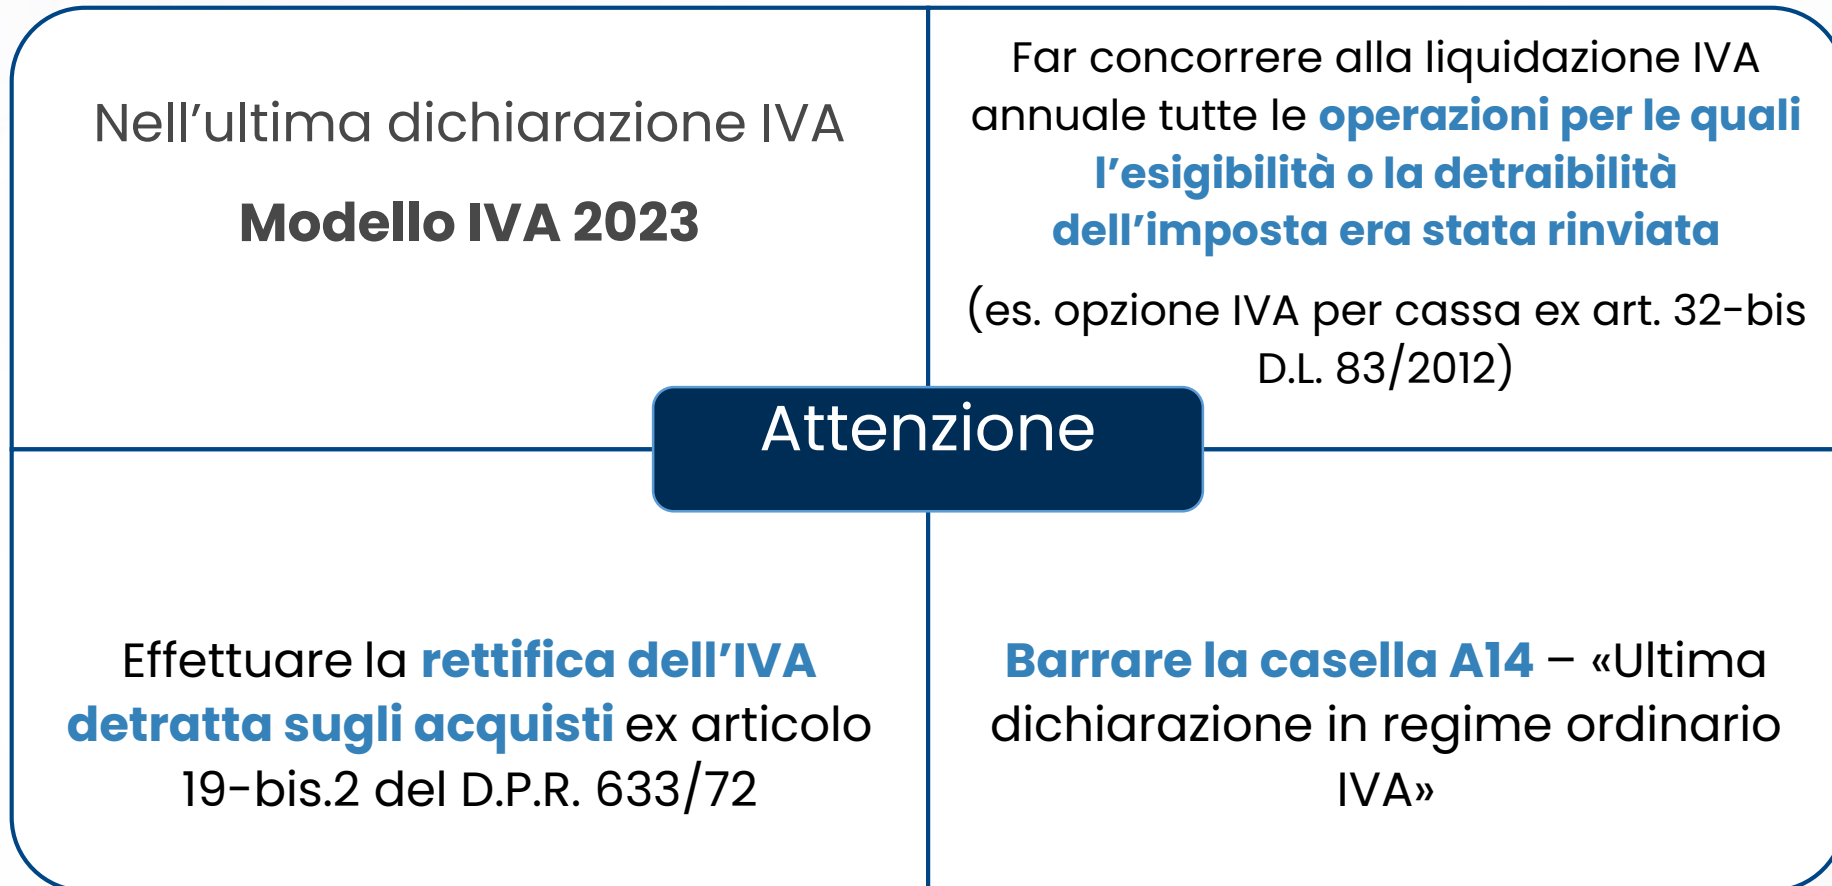 Nell’ultima dichiarazione IVA
Modello IVA 2023
Far concorrere alla liquidazione IVA
annuale tutte le operazioni per le quali
l’esigibilità o la detraibilità
dell’imposta era stata rinviata
(es. opzione IVA per cassa ex art. 32-bis
D.L. 83/2012)
Attenzione
Effettuare la rettifica dell’IVA
detratta sugli acquisti ex articolo
19-bis.2 del D.P.R. 633/72
Barrare la casella A14 – «Ultima
dichiarazione in regime ordinario
IVA»